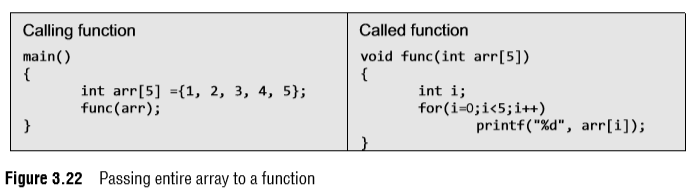 Calling function
main()
{
int arr[5] ={1, 2, 3, 4, 5};
func(arr);
}
Called function
void func(int arr[5])
{
int i;
for(i=0;i<5;i++)
printf("%d", arr[i]);
}
Figure 3.22 Passing entire array to a function